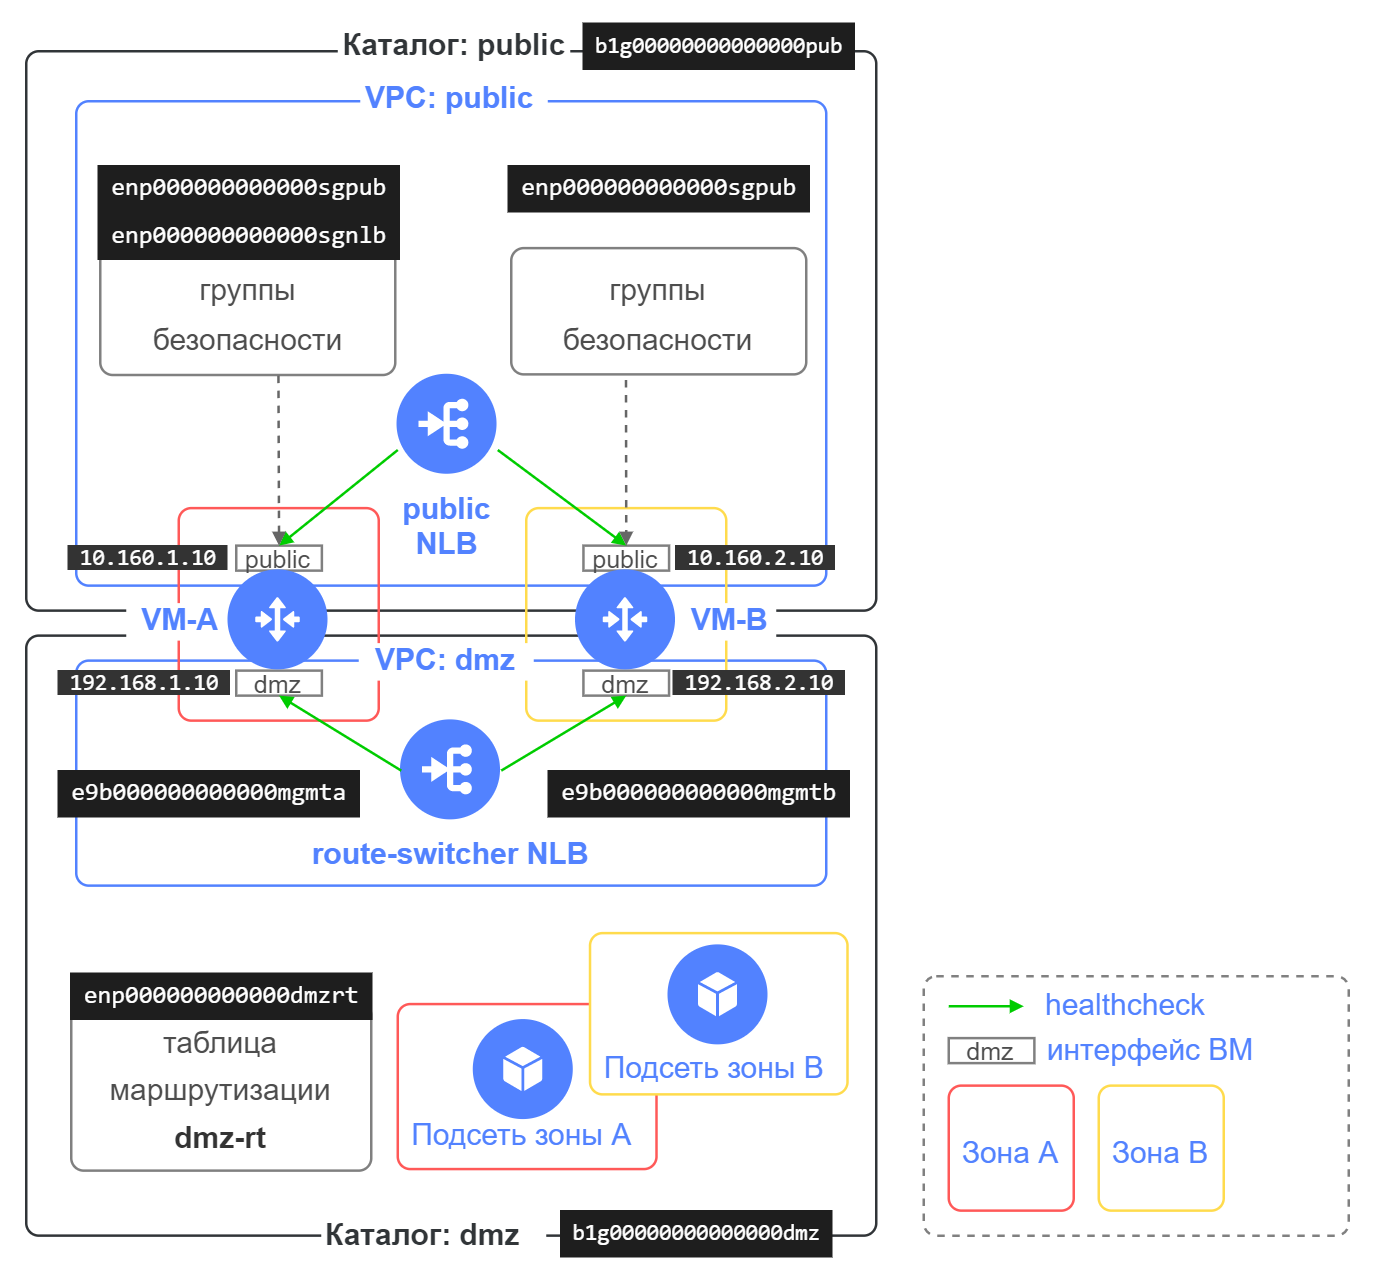 Каталог: public
b1g00000000000000pub
VPC: public
enp000000000000sgpub
enp000000000000sgnlb
группы
безопасности
enp000000000000sgpub
группы
безопасности
public
NLB
10.160.1.10
public
public
10.160.2.10
VM-A
VM-B
VPC: dmz
192.168.1.10
dmz
dmz
192.168.2.10
e9b000000000000mgmta
e9b000000000000mgmtb
route-switcher NLB
enp000000000000dmzrt
таблица
маршрутизации
dmz-rt
Подсеть зоны B
Подсеть зоны A
Каталог: dmz
b1g00000000000000dmz
healthcheck
dmz
интерфейс ВМ
Зона A
Зона B